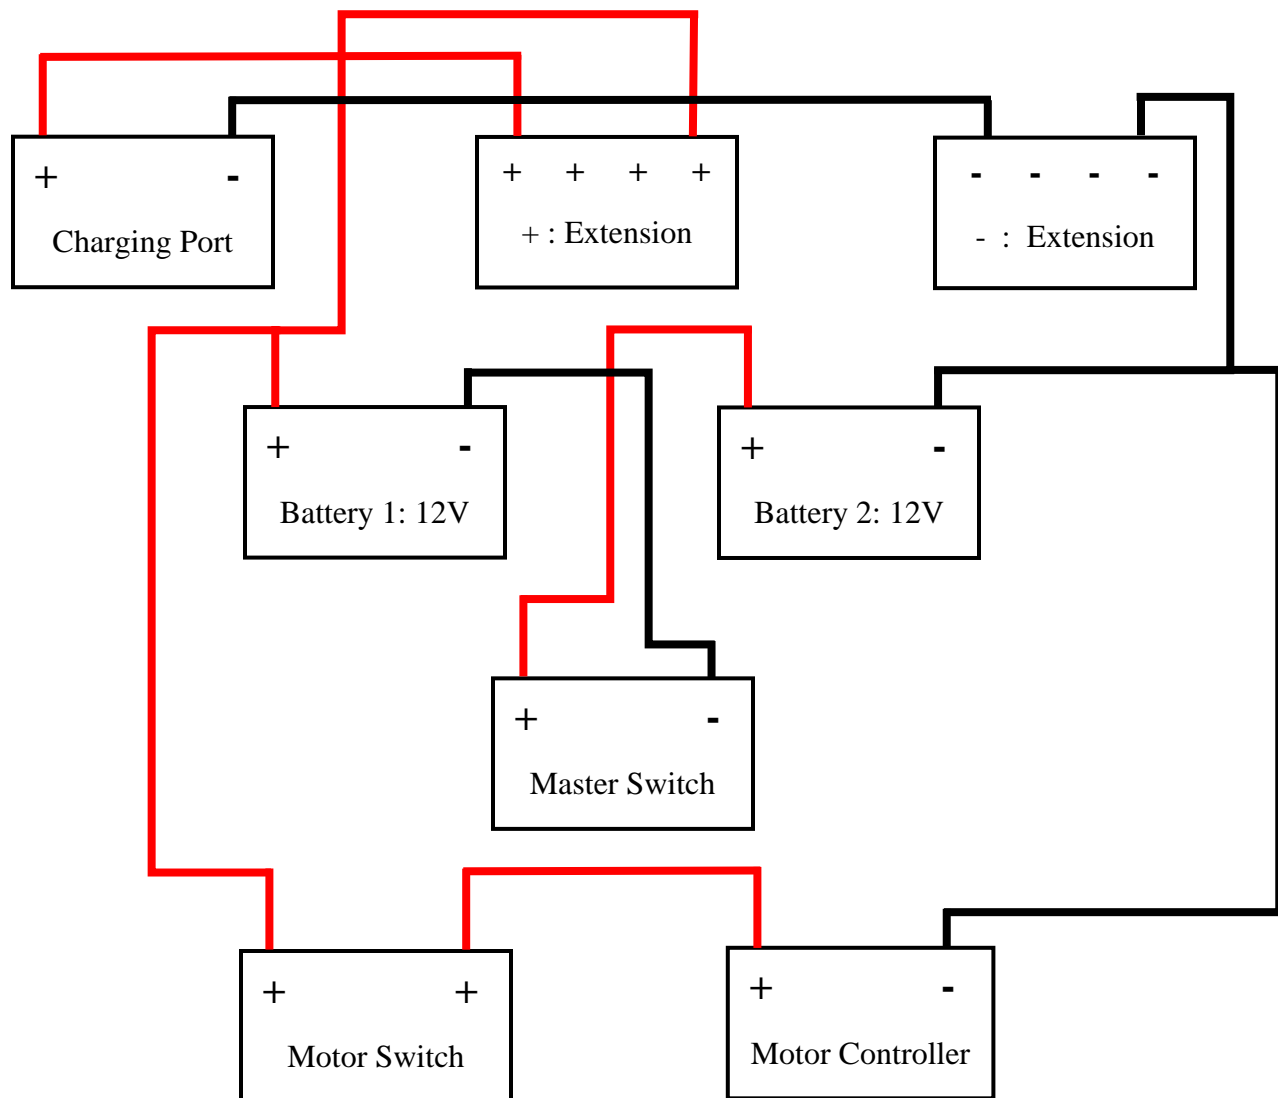 + -
Charging Port
+ + + +
+ : Extension
- - - -
- : Extension
+ -
Battery 1: 12V
+ -
Battery 2: 12V
+ -
Master Switch
+ +
Motor Switch
+ -
Motor Controller